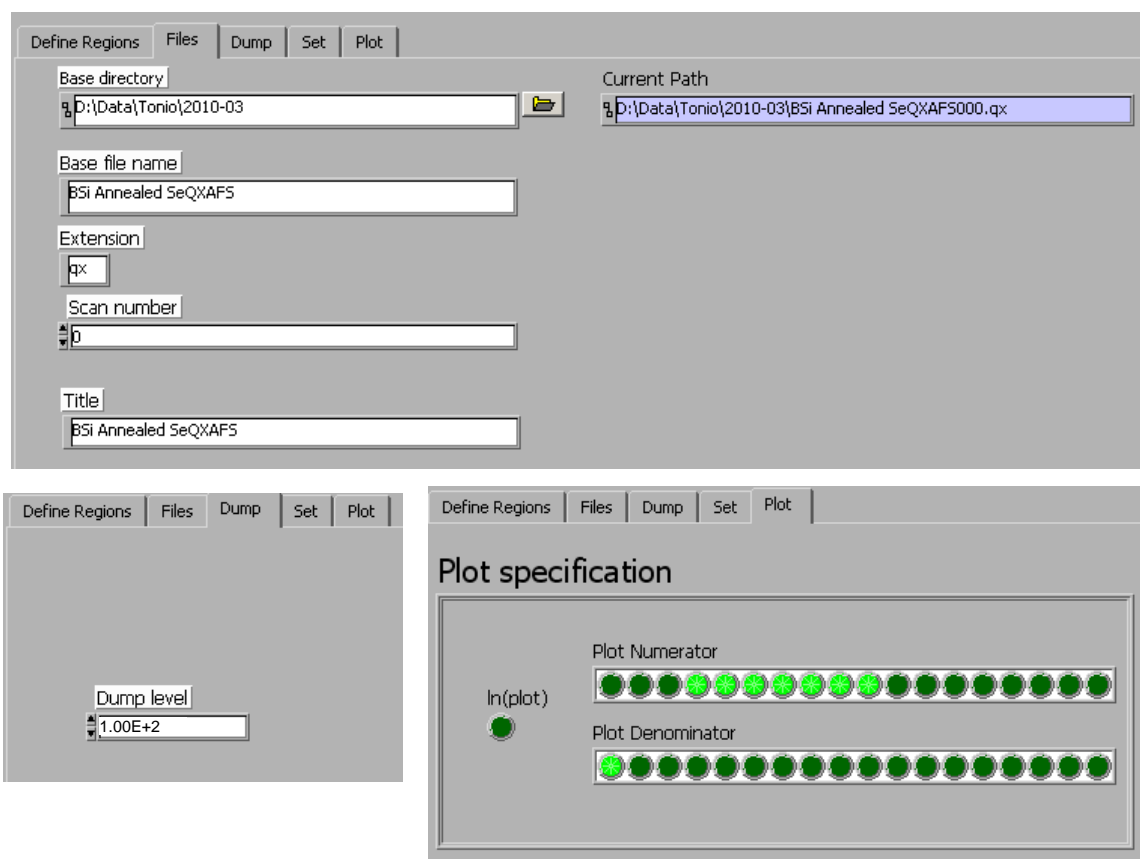 Define Regions Files Dump Set Plot
Base directory
D:\Data\Tonio\2010-03
Current Path
D:\Data\Tonio\2010-03\BSi Annealed SeQXAFS000.qx
Base file name
BSi Annealed SeQXAFS
Extension
qx
Scan number
0
Title
BSi Annealed SeQXAFS
Define Regions Files Dump Set Plot
Dump level
1.00E+2
Define Regions Files Dump Set Plot
Plot specification
ln(plot)
Plot Numerator
Plot Denominator